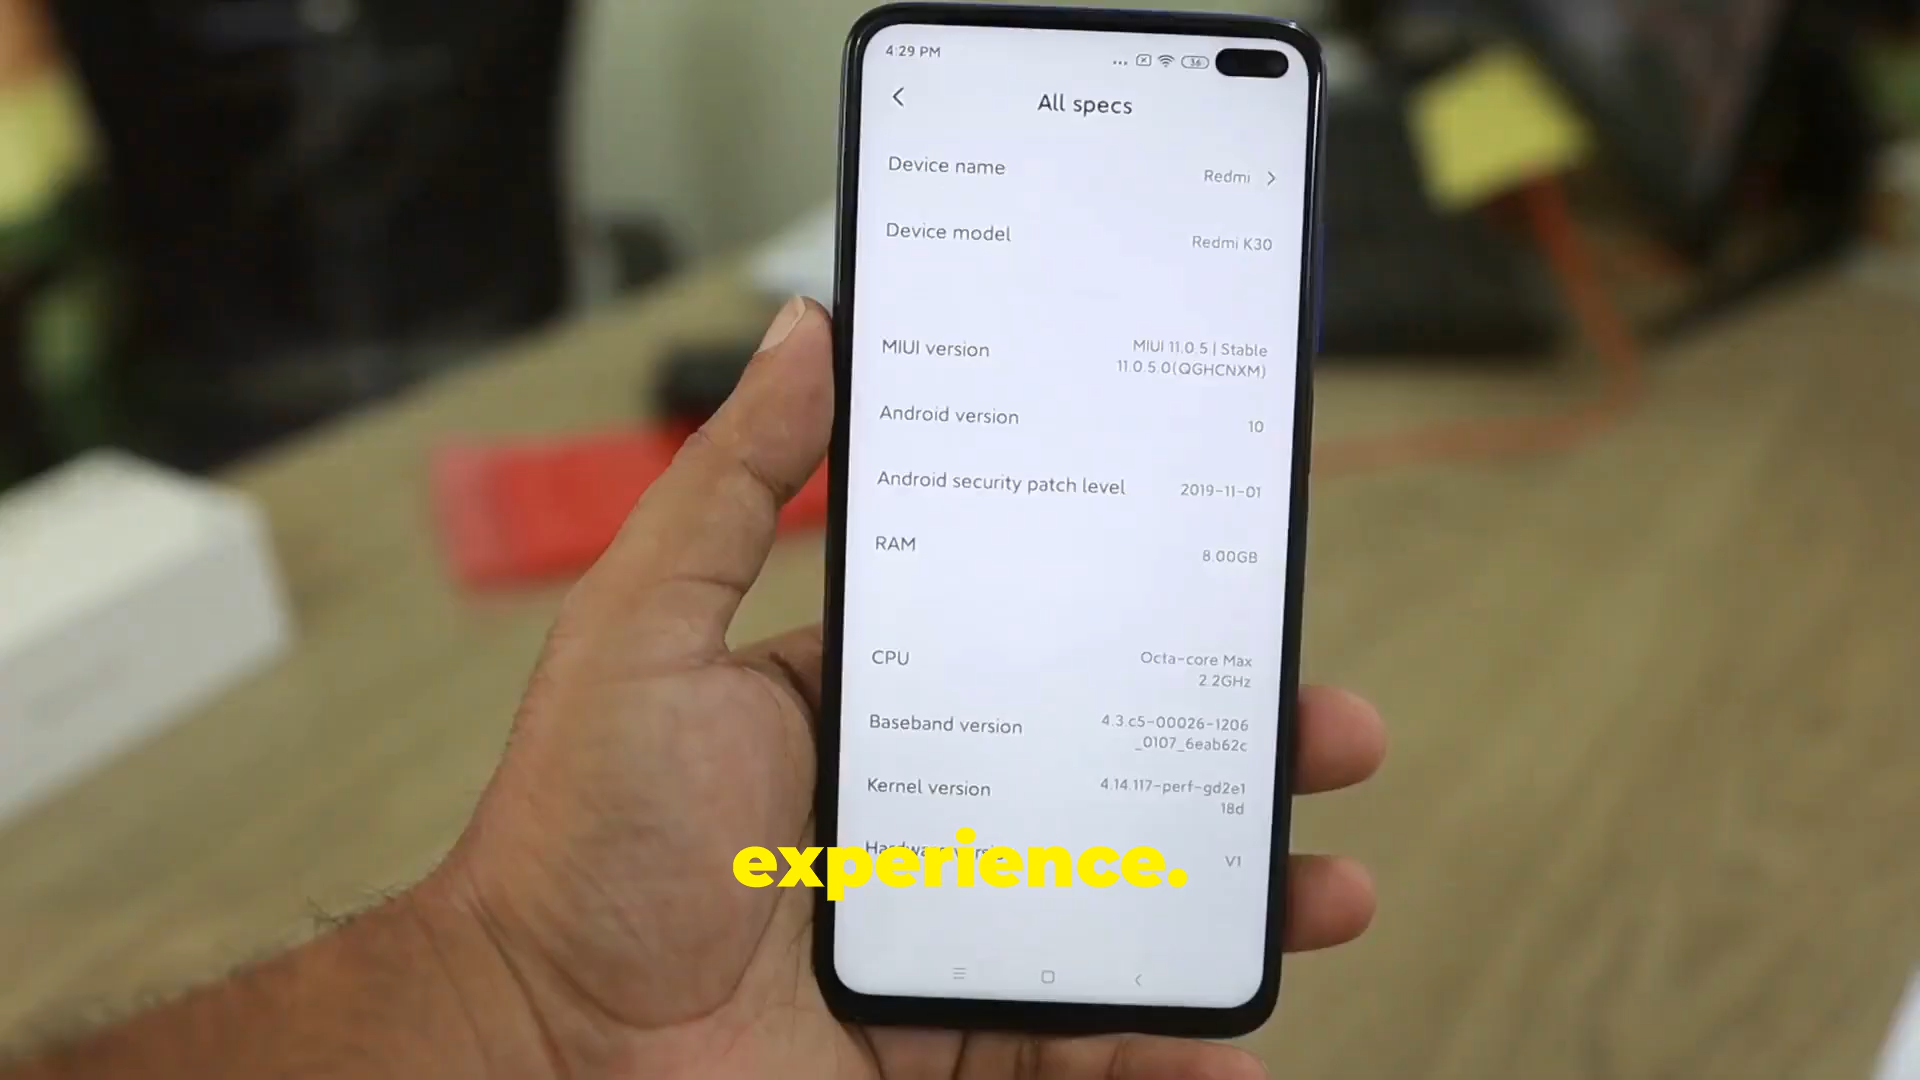 4:29 PM
36
All specs
Device name
Redmi
Device model
Redmi K30
MIUI version
MIUI 11.0.5 | Stable
11.0.5.0(QGHCNXM)
Android version
10
Android security patch level
2019-11-01
RAM
8.00GB
CPU
Octa-core Max
2.2GHz
Baseband version
4.3.c5-00026-1206
_0107_6eab62c
Kernel version
4.14.117-perf-gd2e1
18d
Hardware version
V1
experience.